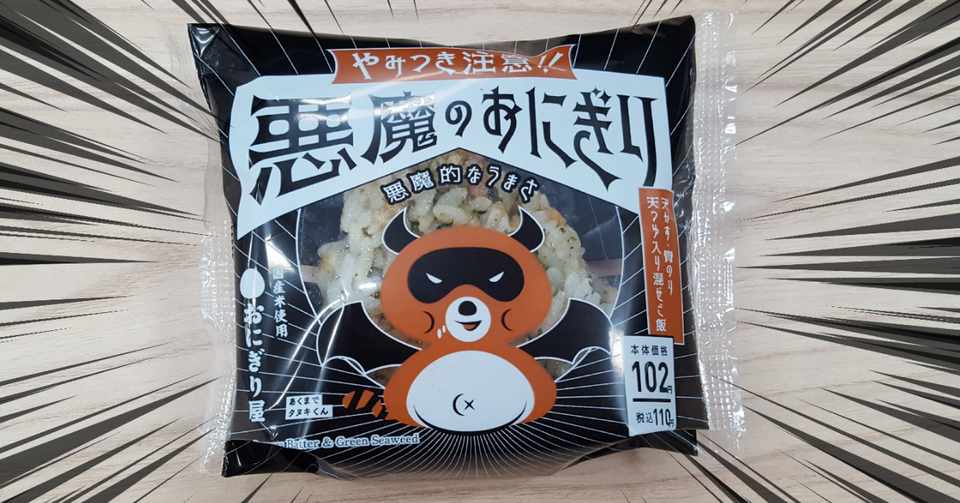 やみつき注意!!
悪魔のおにぎり
悪魔的なうまさ
天かす・青のり
天つゆ入り混ぜご飯
国産米使用
おにぎり屋
あくまで
タヌキくん
本体価格
102円
税込110円
Batter & Green Seaweed